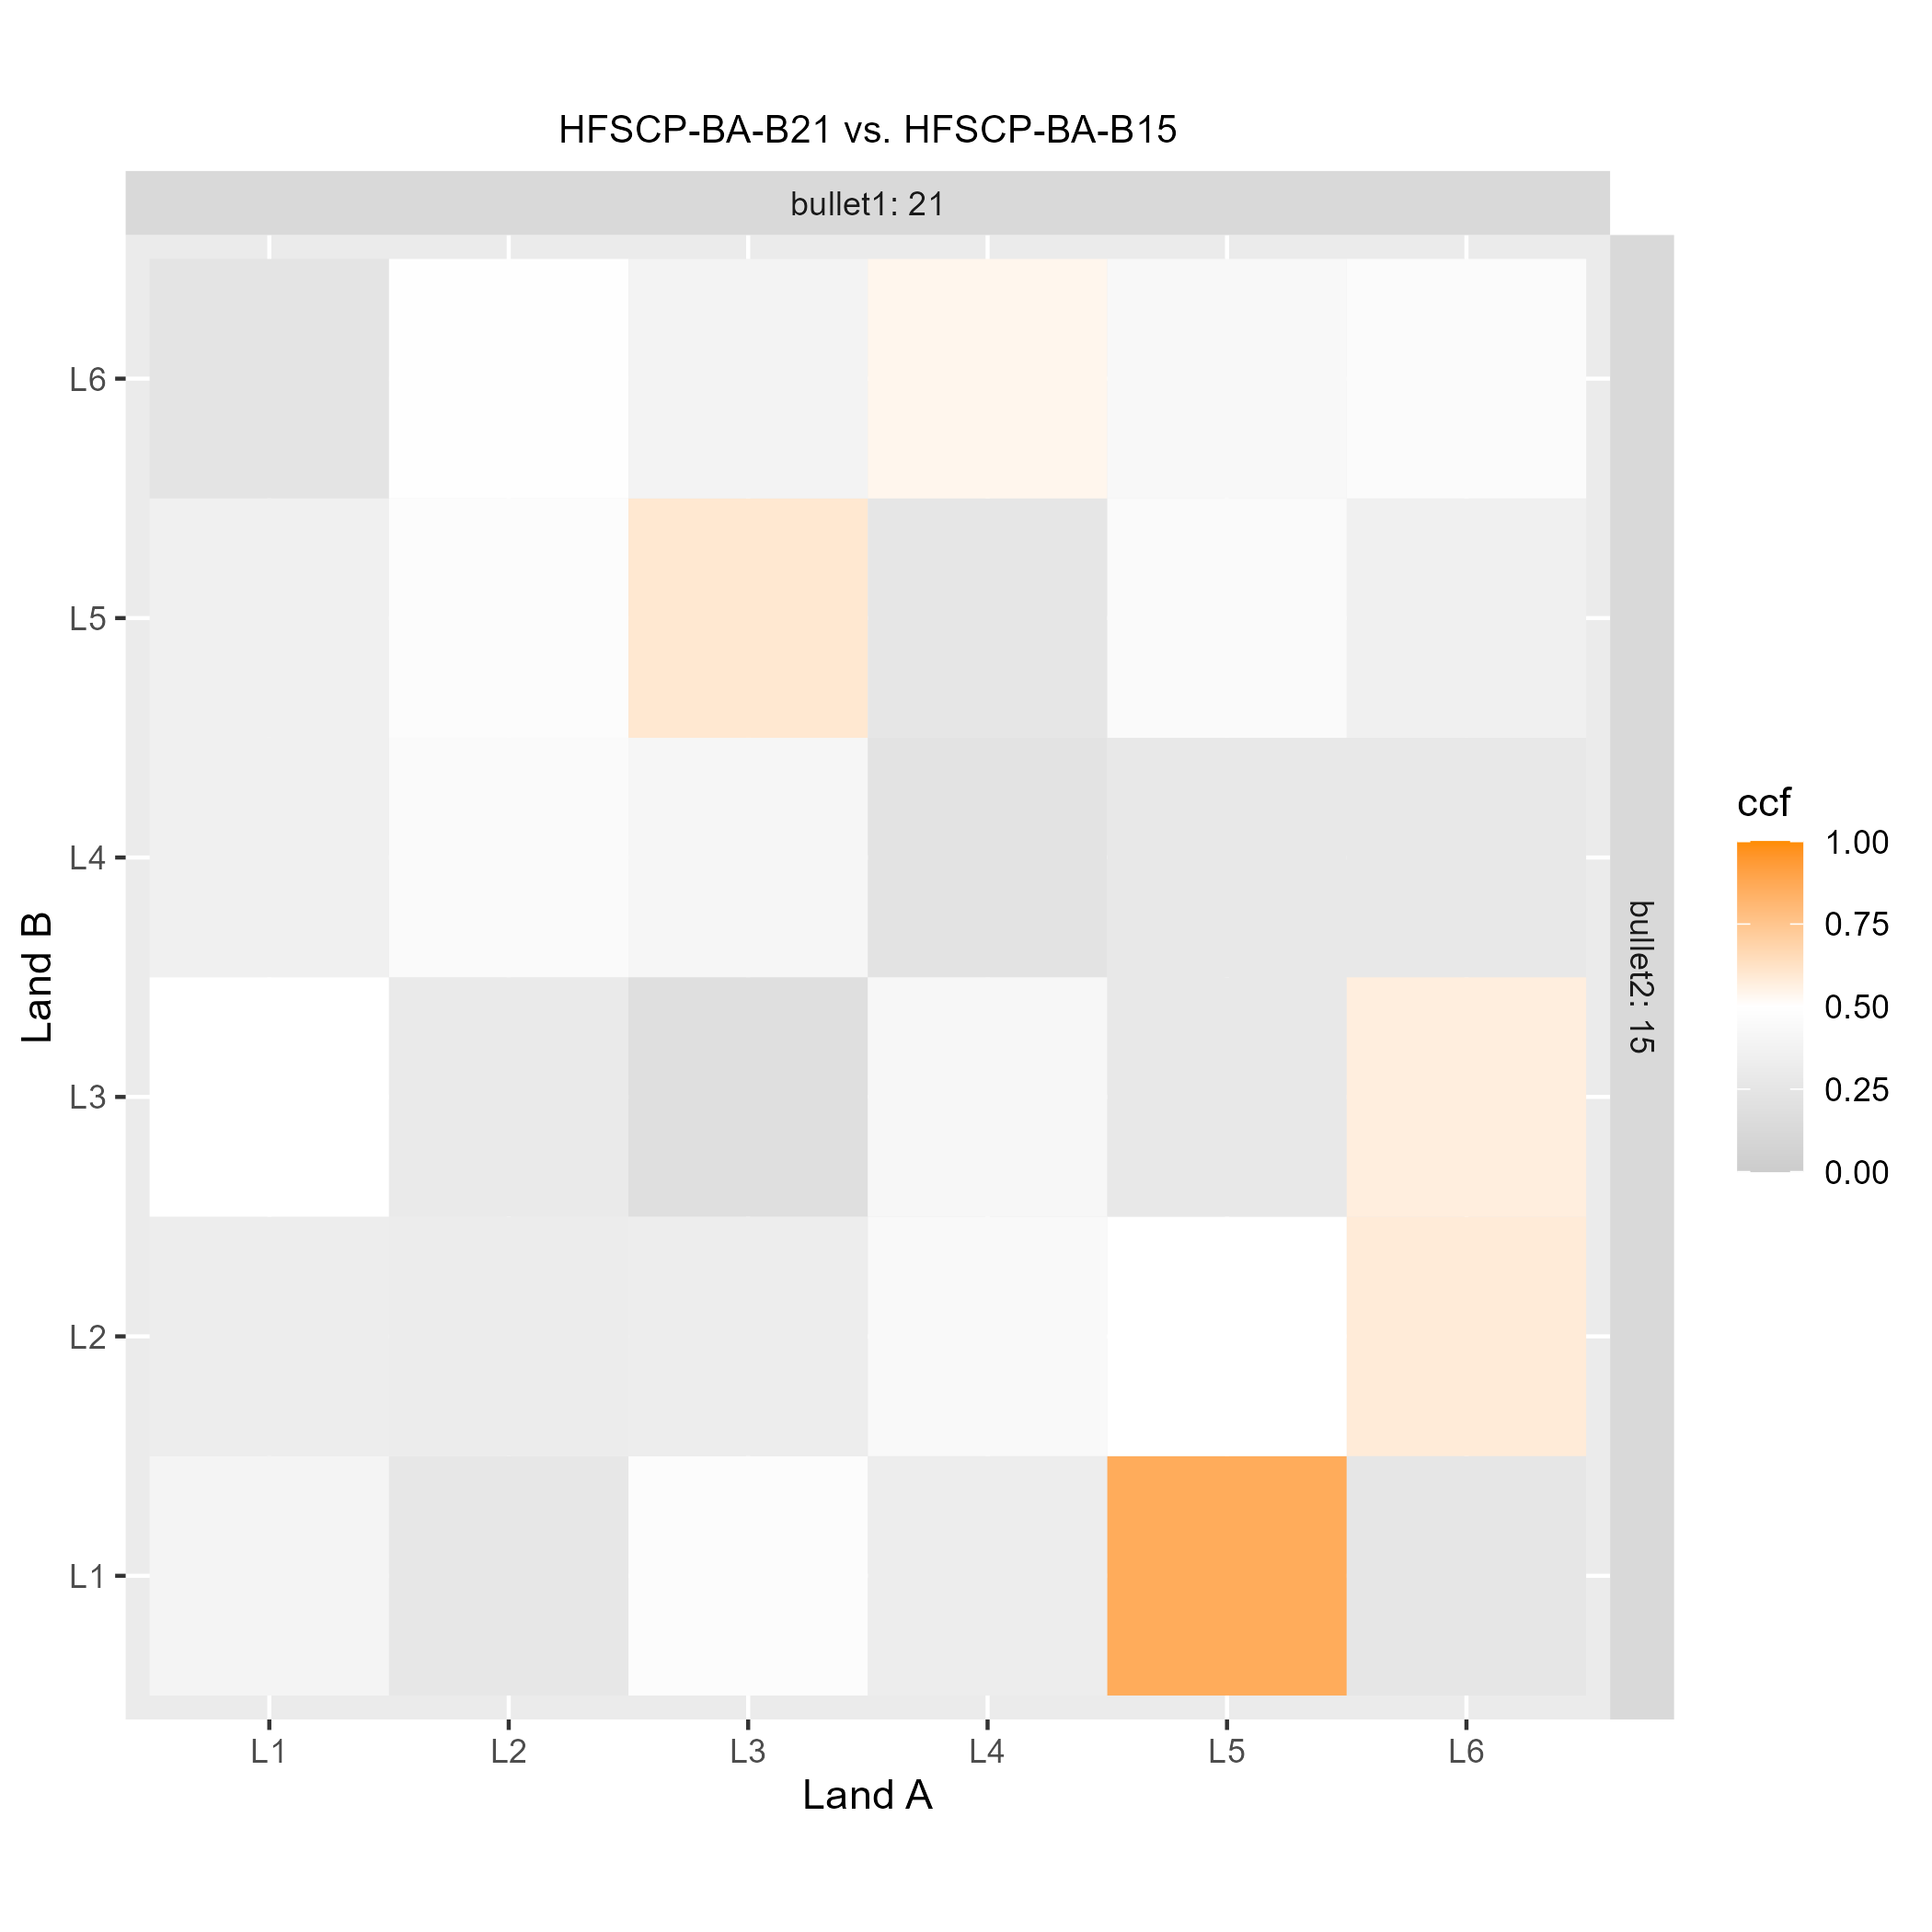 HFSCP-BA-B21 vs. HFSCP-BA-B15
bullet1: 21
L6
L5
L4
L3
L2
L1
Land B
bullet2: 15
ccf
1.00
0.75
0.50
0.25
0.00
L1 L2 L3 L4 L5 L6
Land A